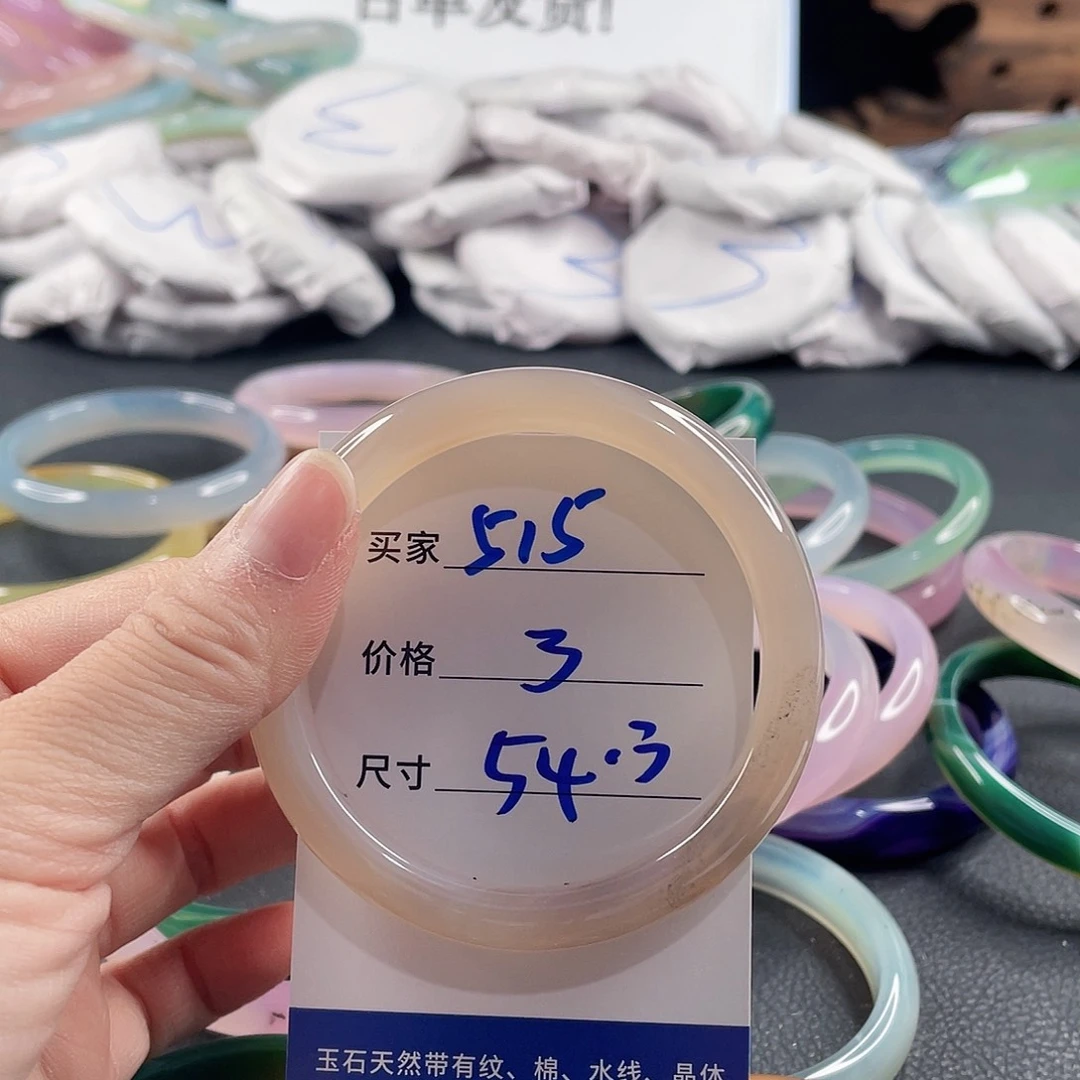 买家 515
价格 3
尺寸 54.3
玉石天然带有纹、棉、水线、晶体